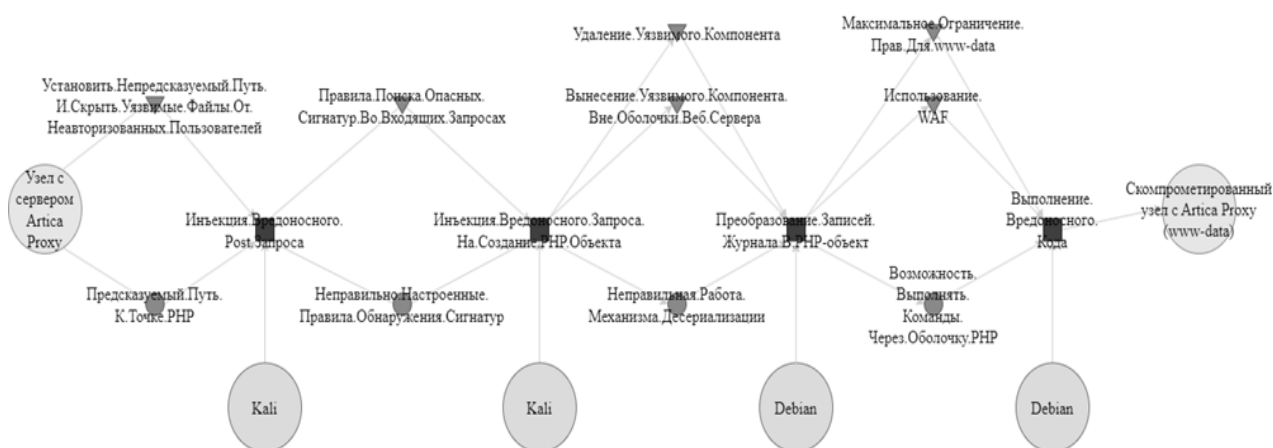 Удаление.Уязвимого.Компонента
Максимальное.Ограничение.
Прав.Для.www-data
Установить.Непредсказуемый.Путь.
И.Скрыть.Уязвимые.Файлы.От.
Неавторизованных.Пользователей
Правила.Поиска.Опасных.
Сигнатур.Во.Входящих.Запросах
Вынесение.Уязвимого.Компонента.
Вне.Оболочки.Веб.Сервера
Использование.
WAF
Узел с
сервером
Artica
Proxy
Инъекция.Вредоносного.
Post.Запроса
Инъекция.Вредоносного.Запроса.
На.Создание.PHP.Объекта
Преобразование.Записей.
Журнала.В.PHP-объект
Выполнение.
Вредоносного.
Кода
Скомпрометированный
узел с Artica Proxy
(www-data)
Предсказуемый.Путь.
К.Точке.PHP
Неправильно.Настроенные.
Правила.Обнаружения.Сигнатур
Неправильная.Работа.
Механизма.Десериализации
Возможность.
Выполнять.
Команды.
Через.Оболочку.PHP
Kali
Kali
Debian
Debian